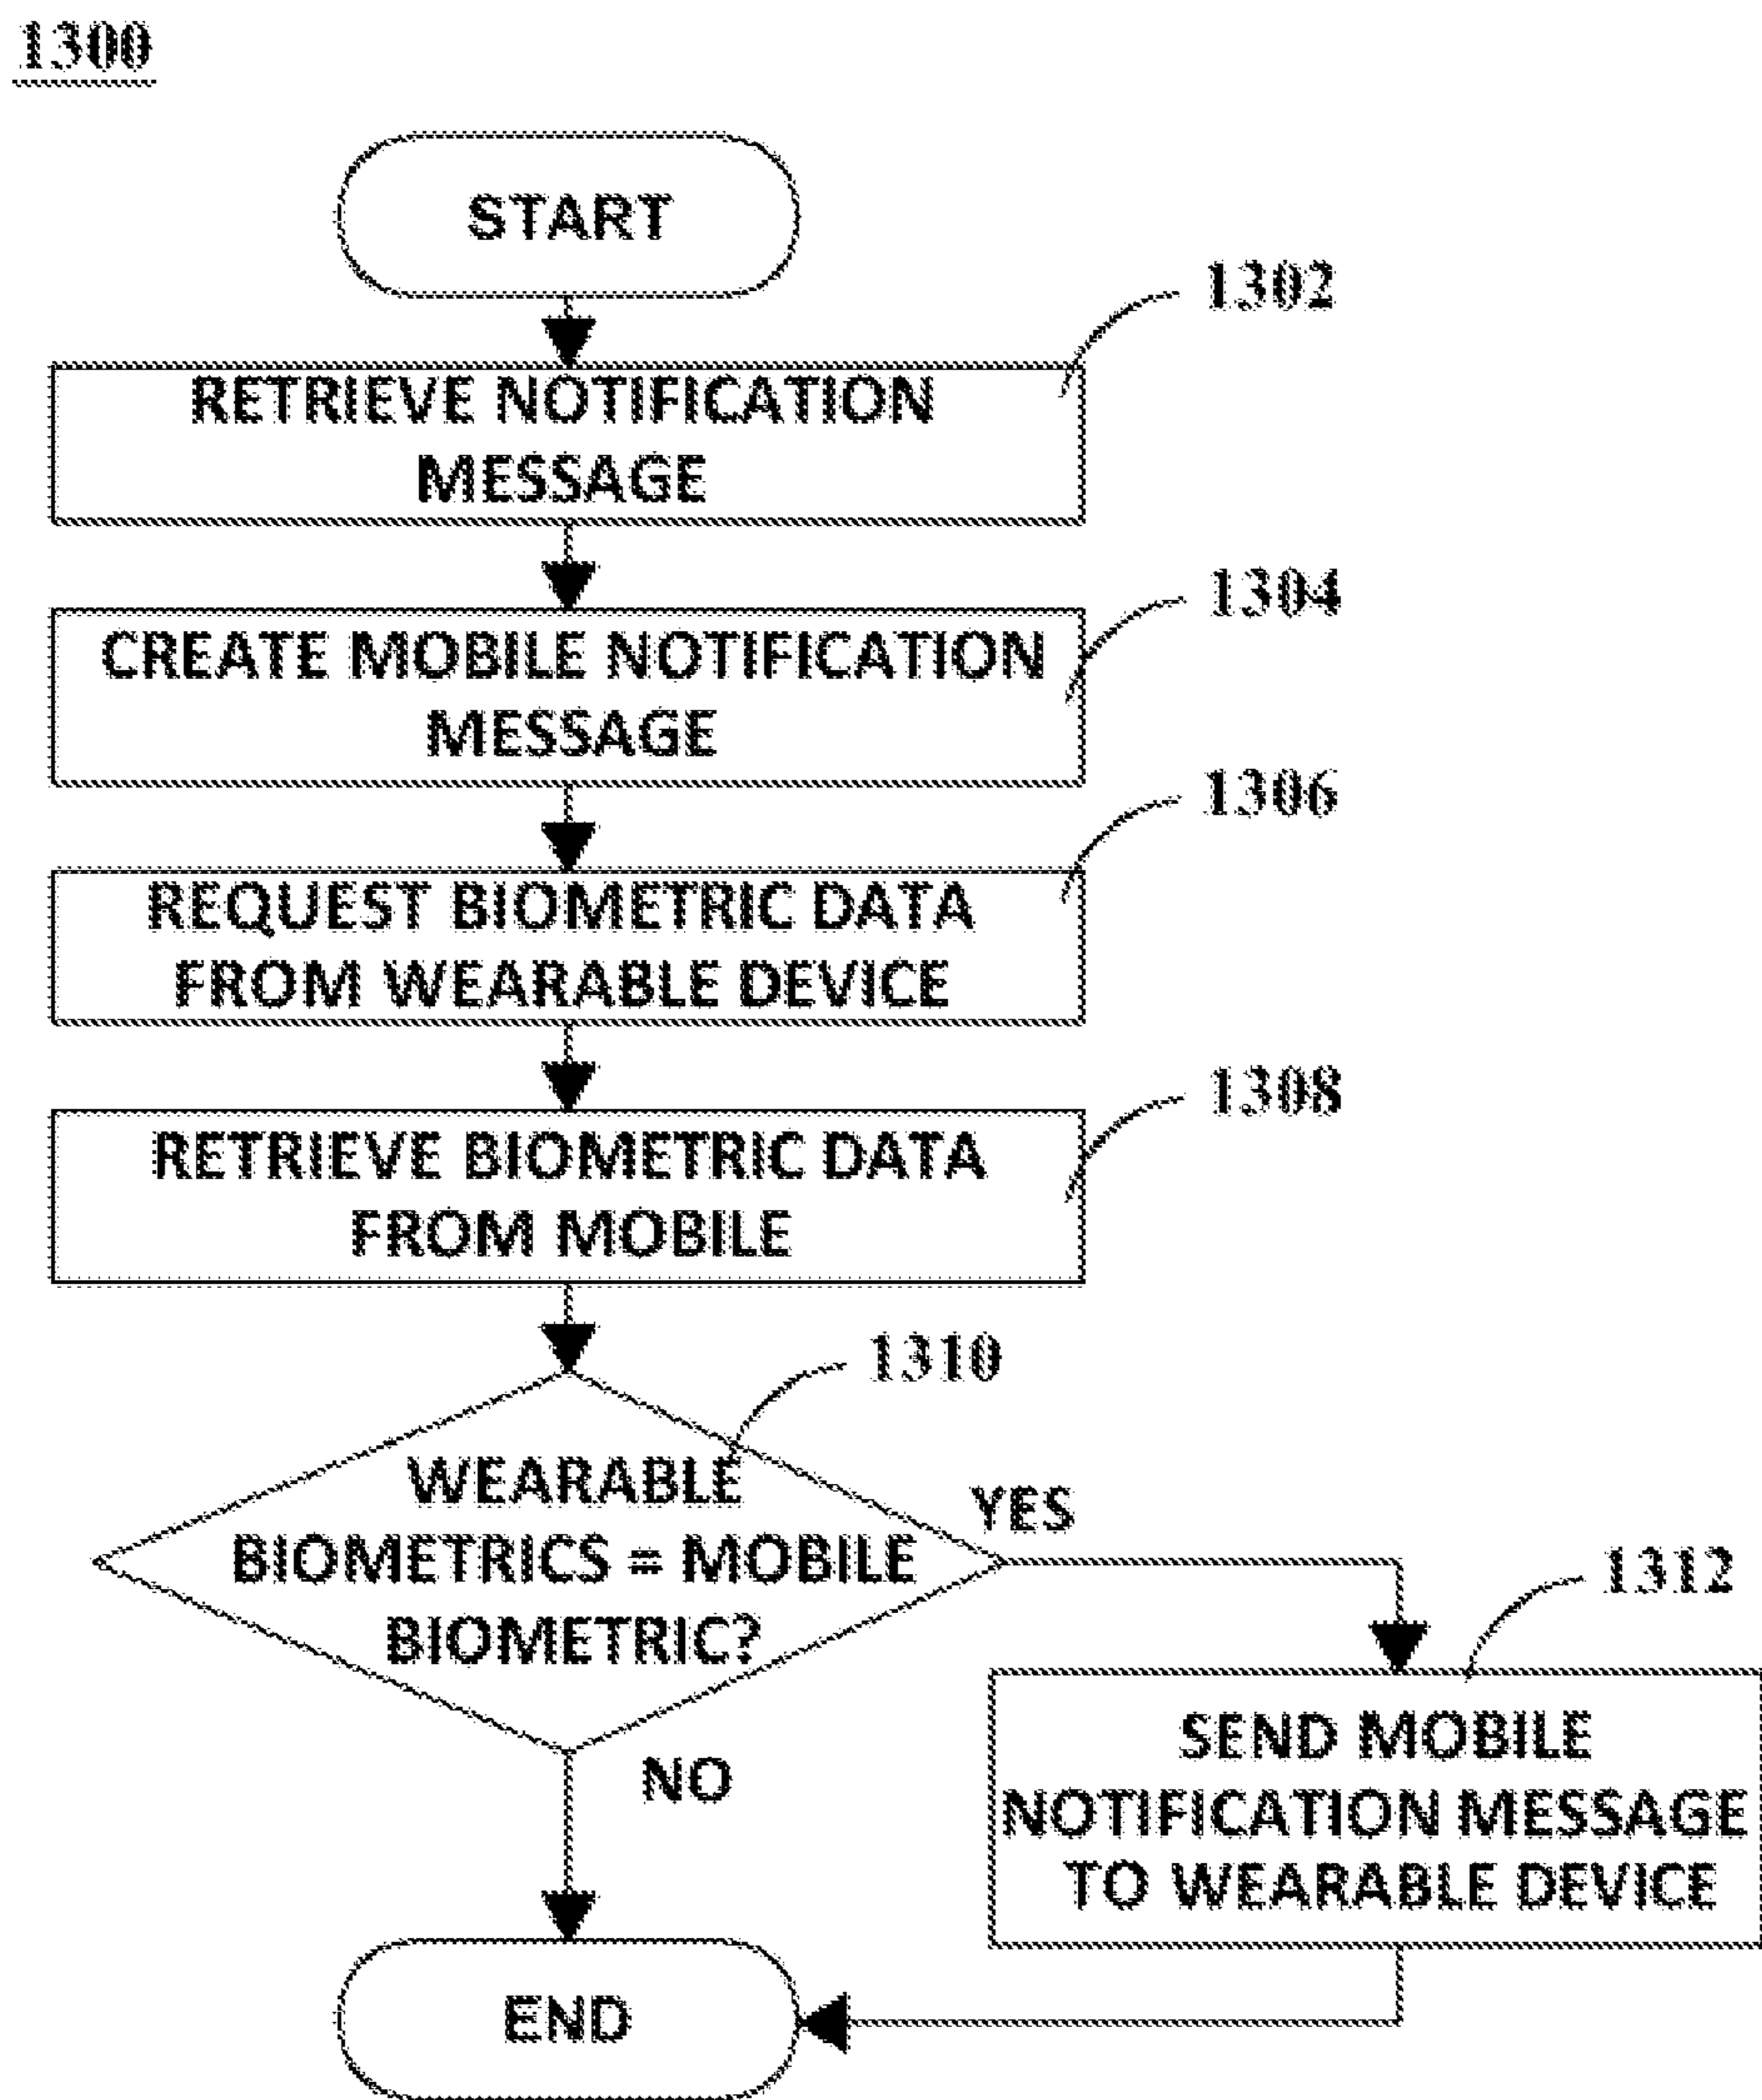 1300
START
1302
RETRIEVE NOTIFICATION
MESSAGE
1304
CREATE MOBILE NOTIFICATION
MESSAGE
1306
REQUEST BIOMETRIC DATA
FROM WEARABLE DEVICE
1308
RETRIEVE BIOMETRIC DATA
FROM MOBILE
1310
WEARABLE
BIOMETRICS = MOBILE
BIOMETRIC?
YES
1312
SEND MOBILE
NOTIFICATION MESSAGE
TO WEARABLE DEVICE
NO
END